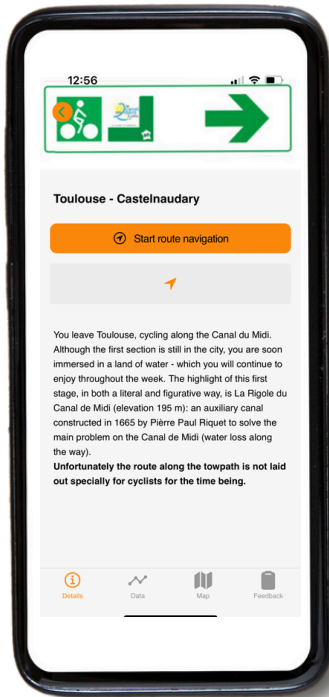 12:56
Toulouse - Castelnaudary
Start route navigation
You leave Toulouse, cycling along the Canal du Midi.
Although the first section is still in the city, you are soon
immersed in a land of water - which you will continue to
enjoy throughout the week. The highlight of this first
stage, in both a literal and figurative way, is La Rigole du
Canal de Midi (elevation 195 m): an auxiliary canal
constructed in 1665 by Pièrre Paul Riquet to solve the
main problem on the Canal de Midi (water loss along
the way).
Unfortunately the route along the towpath is not laid
out specially for cyclists for the time being.
Details
Data
Map
Feedback